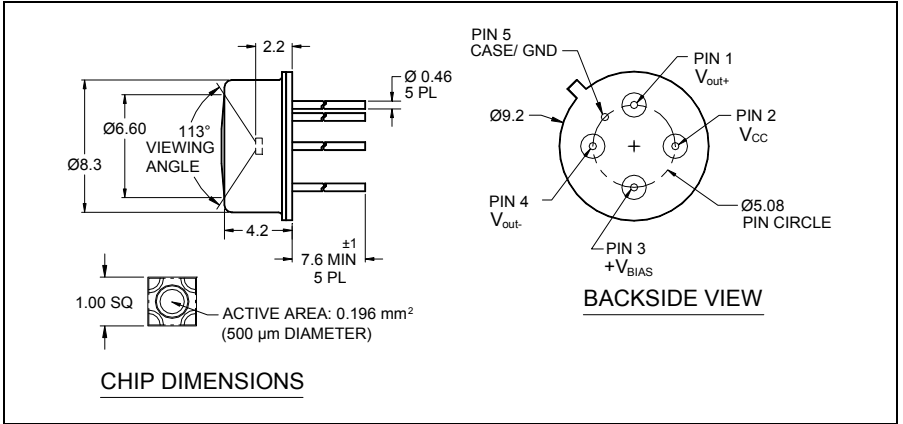 2.2
Ø 0.46
5 PL
Ø6.60
113°
VIEWING
ANGLE
Ø8.3
4.2
±1
7.6 MIN
5 PL
1.00 SQ
ACTIVE AREA: 0.196 mm²
(500 µm DIAMETER)
CHIP DIMENSIONS
PIN 5
CASE/ GND
PIN 1
Vout+
Ø9.2
PIN 2
VCC
PIN 4
Vout-
Ø5.08
PIN CIRCLE
PIN 3
+VBIAS
BACKSIDE VIEW